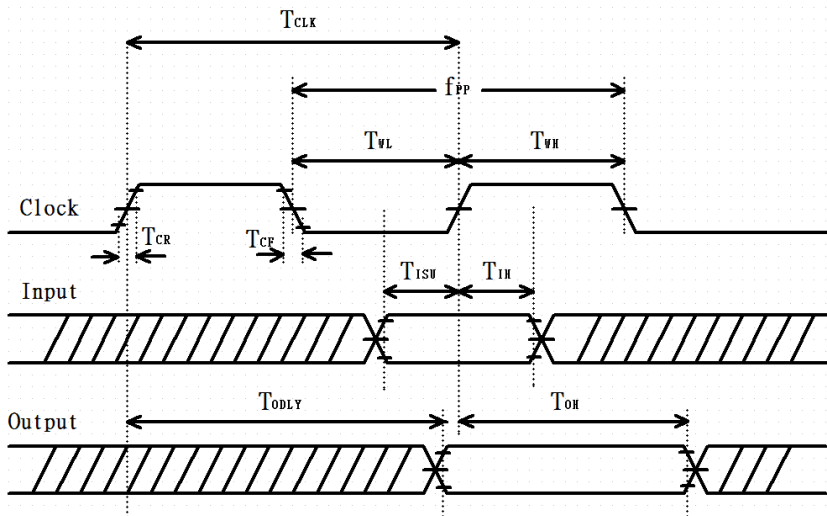 TCLK
fPP
TWL TWH
Clock
TCR TCF
TISU TIH
Input
TODLY TOH
Output